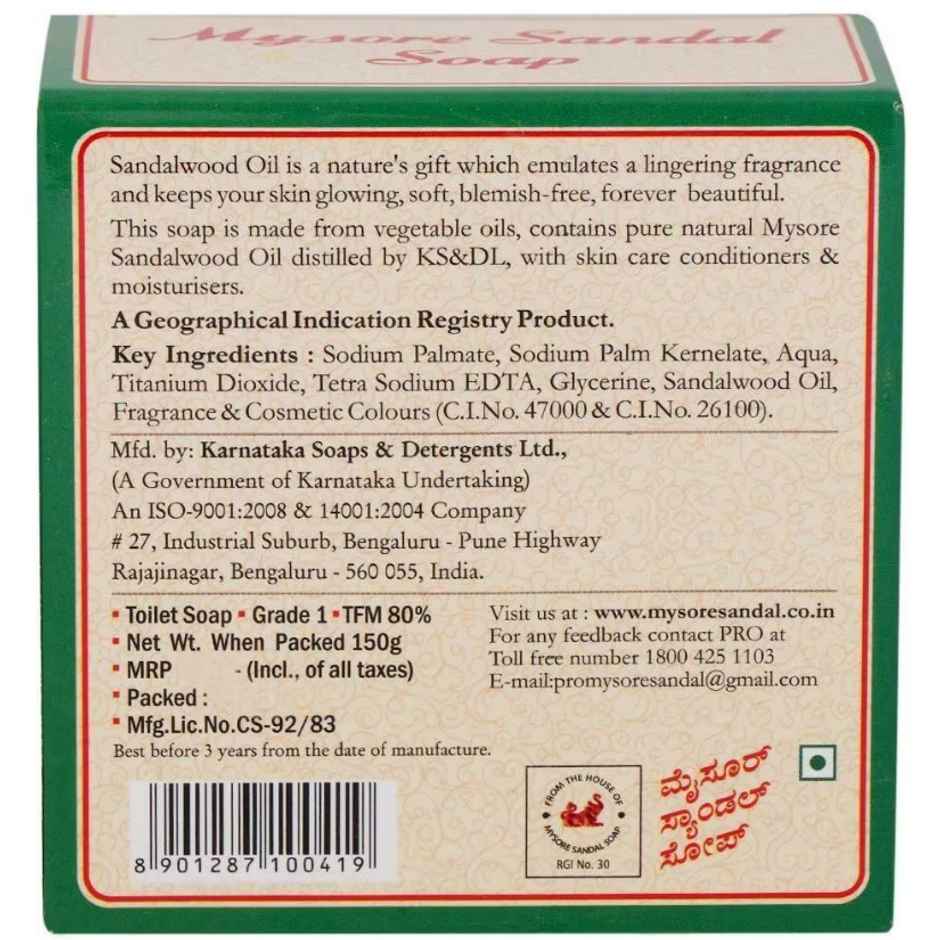 Mysore Sandal
Soap
Sandalwood Oil is a nature's gift which emulates a lingering fragrance
and keeps your skin glowing, soft, blemish-free, forever beautiful.
This soap is made from vegetable oils, contains pure natural Mysore
Sandalwood Oil distilled by KS&DL, with skin care conditioners &
moisturisers.
A Geographical Indication Registry Product.
Key Ingredients : Sodium Palmate, Sodium Palm Kernelate, Aqua,
Titanium Dioxide, Tetra Sodium EDTA, Glycerine, Sandalwood Oil,
Fragrance & Cosmetic Colours (C.I.No. 47000 & C.I.No. 26100).
Mfd. by: Karnataka Soaps & Detergents Ltd.,
(A Government of Karnataka Undertaking)
An ISO-9001:2008 & 14001:2004 Company
# 27, Industrial Suburb, Bengaluru - Pune Highway
Rajajinagar, Bengaluru - 560 055, India.
▪ Toilet Soap ▪ Grade 1 ▪ TFM 80%
▪ Net Wt. When Packed 150g
▪ MRP - (Incl., of all taxes)
▪ Packed :
▪ Mfg.Lic.No.CS-92/83
Best before 3 years from the date of manufacture.
Visit us at : www.mysoresandal.co.in
For any feedback contact PRO at
Toll free number 1800 425 1103
E-mail:promysoresandal@gmail.com
8 901287 100419
FROM THE HOUSE OF
MYSORE SANDAL SOAP
RGI No. 30
ಮೈಸೂರ್
ಸ್ಯಾಂಡಲ್
ಸೋಪ್